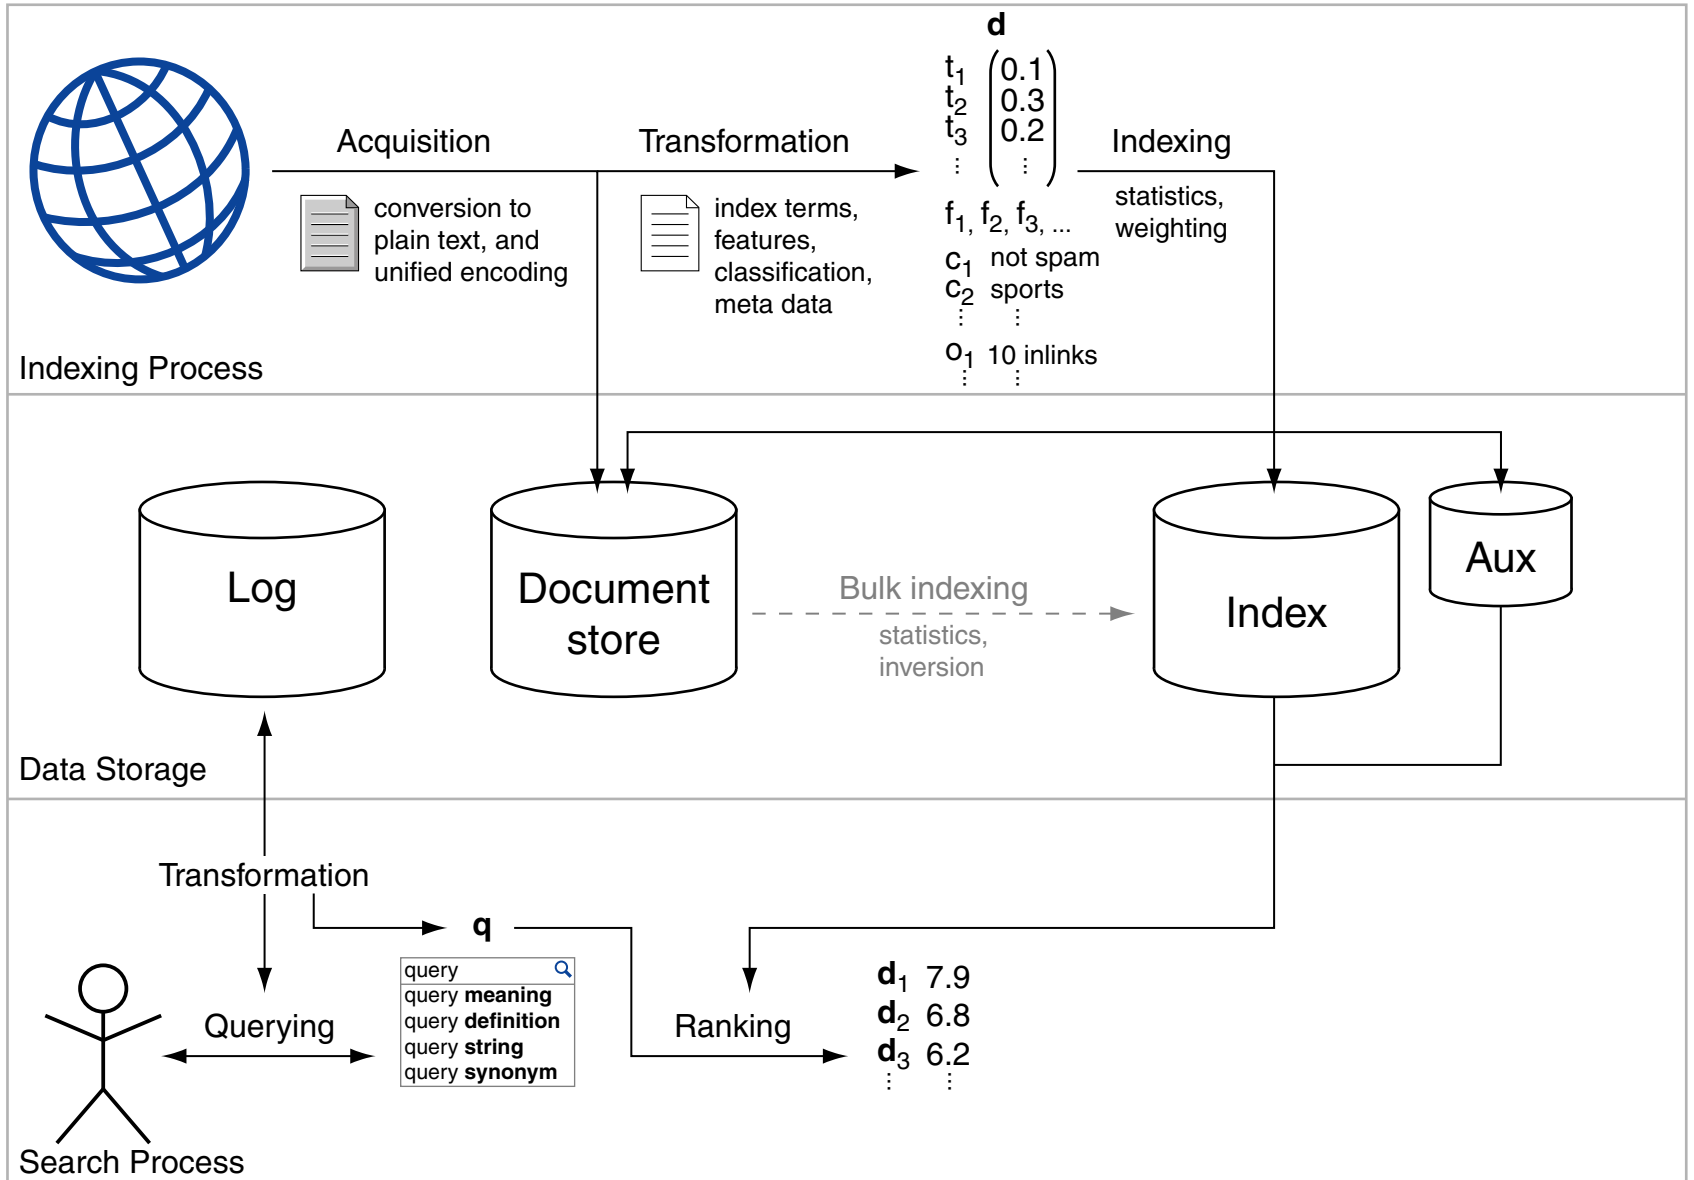 d
t1 0.1
t2 0.3
t3 0.2
⋮ ⋮
Acquisition
Transformation
Indexing
conversion to
plain text, and
unified encoding
index terms,
features,
classification,
meta data
statistics,
weighting
f1, f2, f3, ...
c1 not spam
c2 sports
⋮ ⋮
o1 10 inlinks
⋮ ⋮
Indexing Process
Log
Document
store
Bulk indexing
statistics,
inversion
Index
Aux
Data Storage
Transformation
q
query
query meaning
query definition
query string
query synonym
Querying
Ranking
d1 7.9
d2 6.8
d3 6.2
⋮ ⋮
Search Process